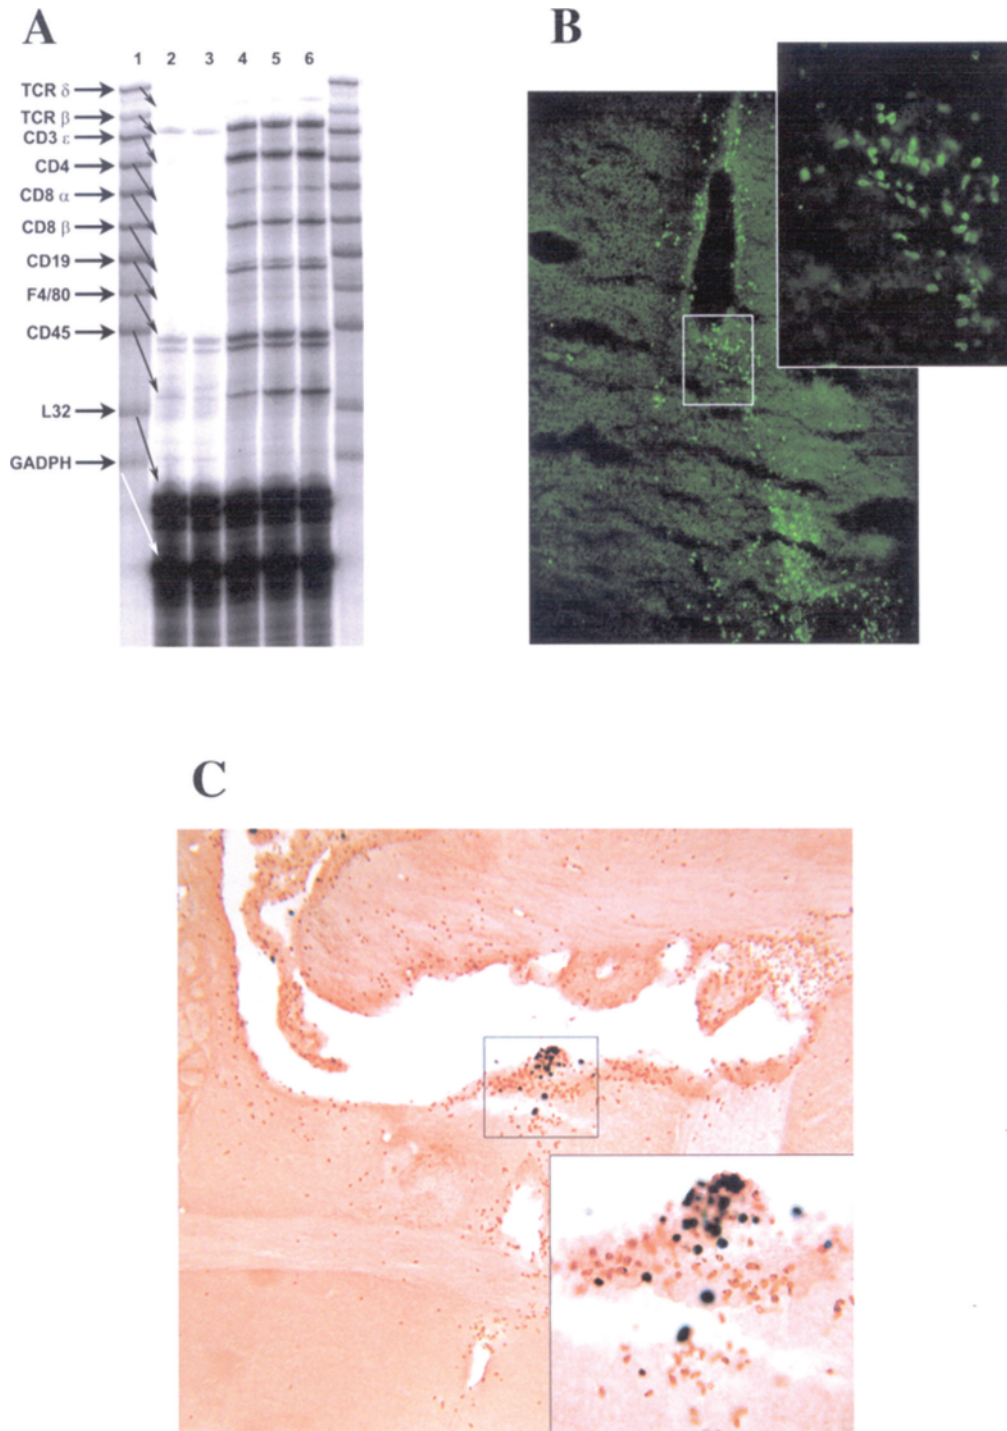 A
B
1 2 3 4 5 6
TCR δ
TCR β
CD3 ε
CD4
CD8 α
CD8 β
CD19
F4/80
CD45
L32
GADPH
C